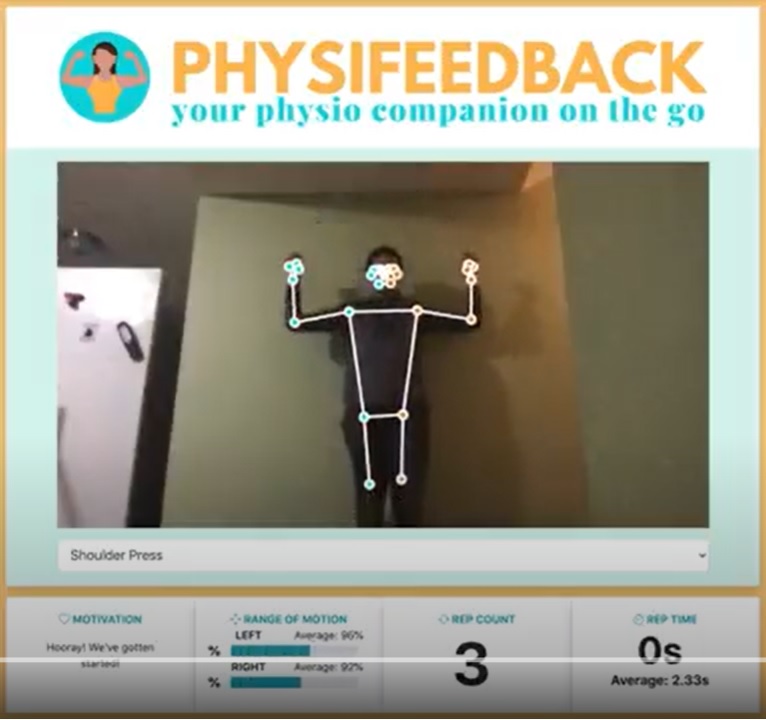 PHYSIFEEDBACK
your physio companion on the go
Shoulder Press
MOTIVATION
Hooray! We've gotten
started!
RANGE OF MOTION
LEFT Average: 96%
%
RIGHT Average: 92%
%
REP COUNT
3
REP TIME
0s
Average: 2.33s